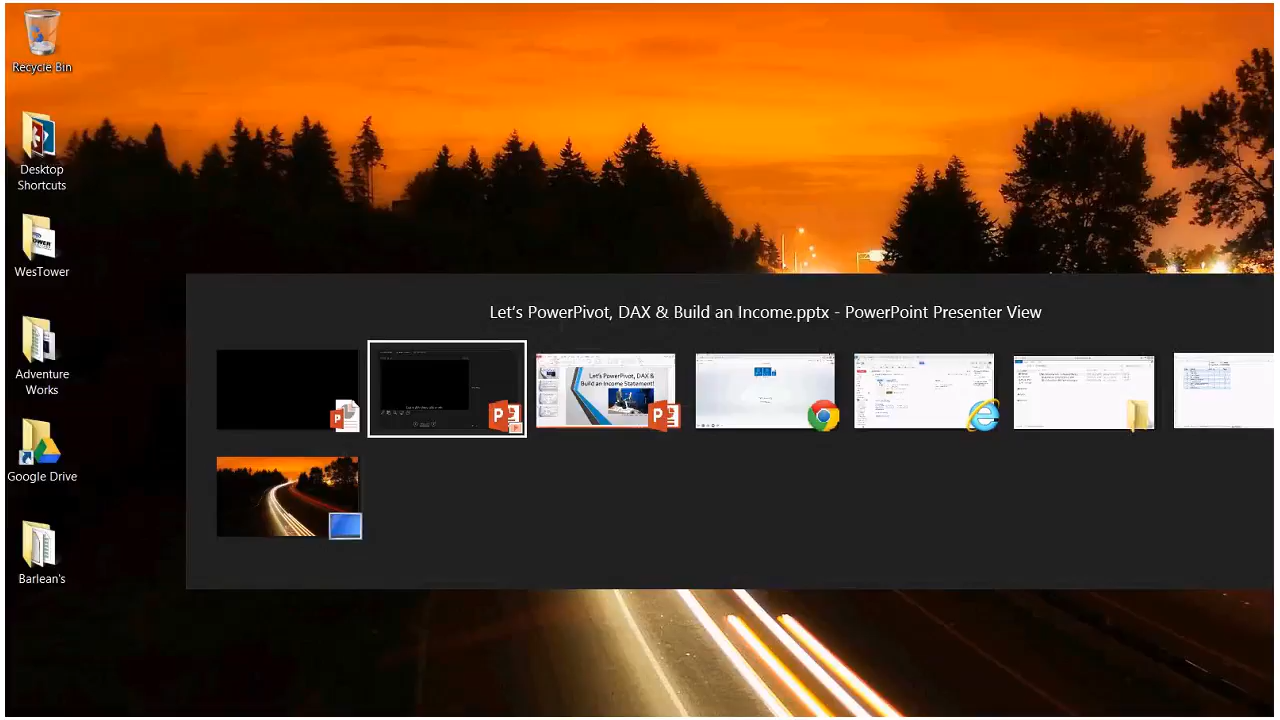 Recycle Bin
Desktop
Shortcuts
WesTower
Adventure
Works
Google Drive
Barlean's
Let's PowerPivot, DAX & Build an Income.pptx - PowerPoint Presenter View
Let's PowerPivot, DAX &
Build an Income Statement!